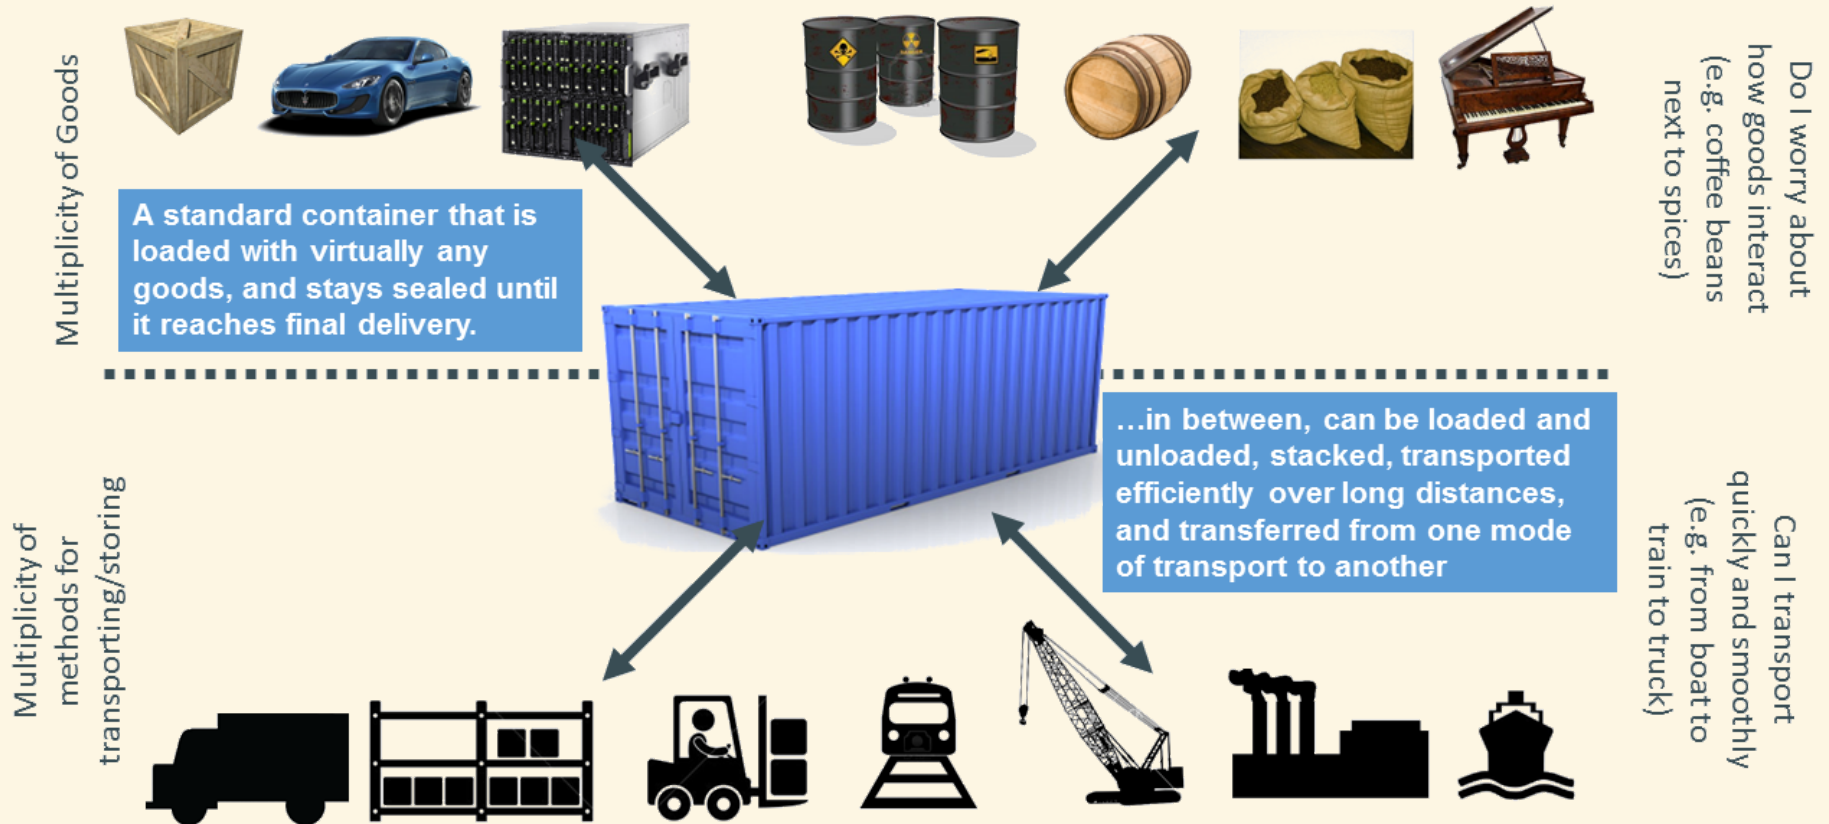 Multiplicity of Goods
Do I worry about
how goods interact
(e.g. coffee beans
next to spices)
A standard container that is
loaded with virtually any
goods, and stays sealed until
it reaches final delivery.
…in between, can be loaded and
unloaded, stacked, transported
efficiently over long distances,
and transferred from one mode
of transport to another
Multiplicity of
methods for
transporting/storing
Can I transport
quickly and smoothly
(e.g. from boat to
train to truck)